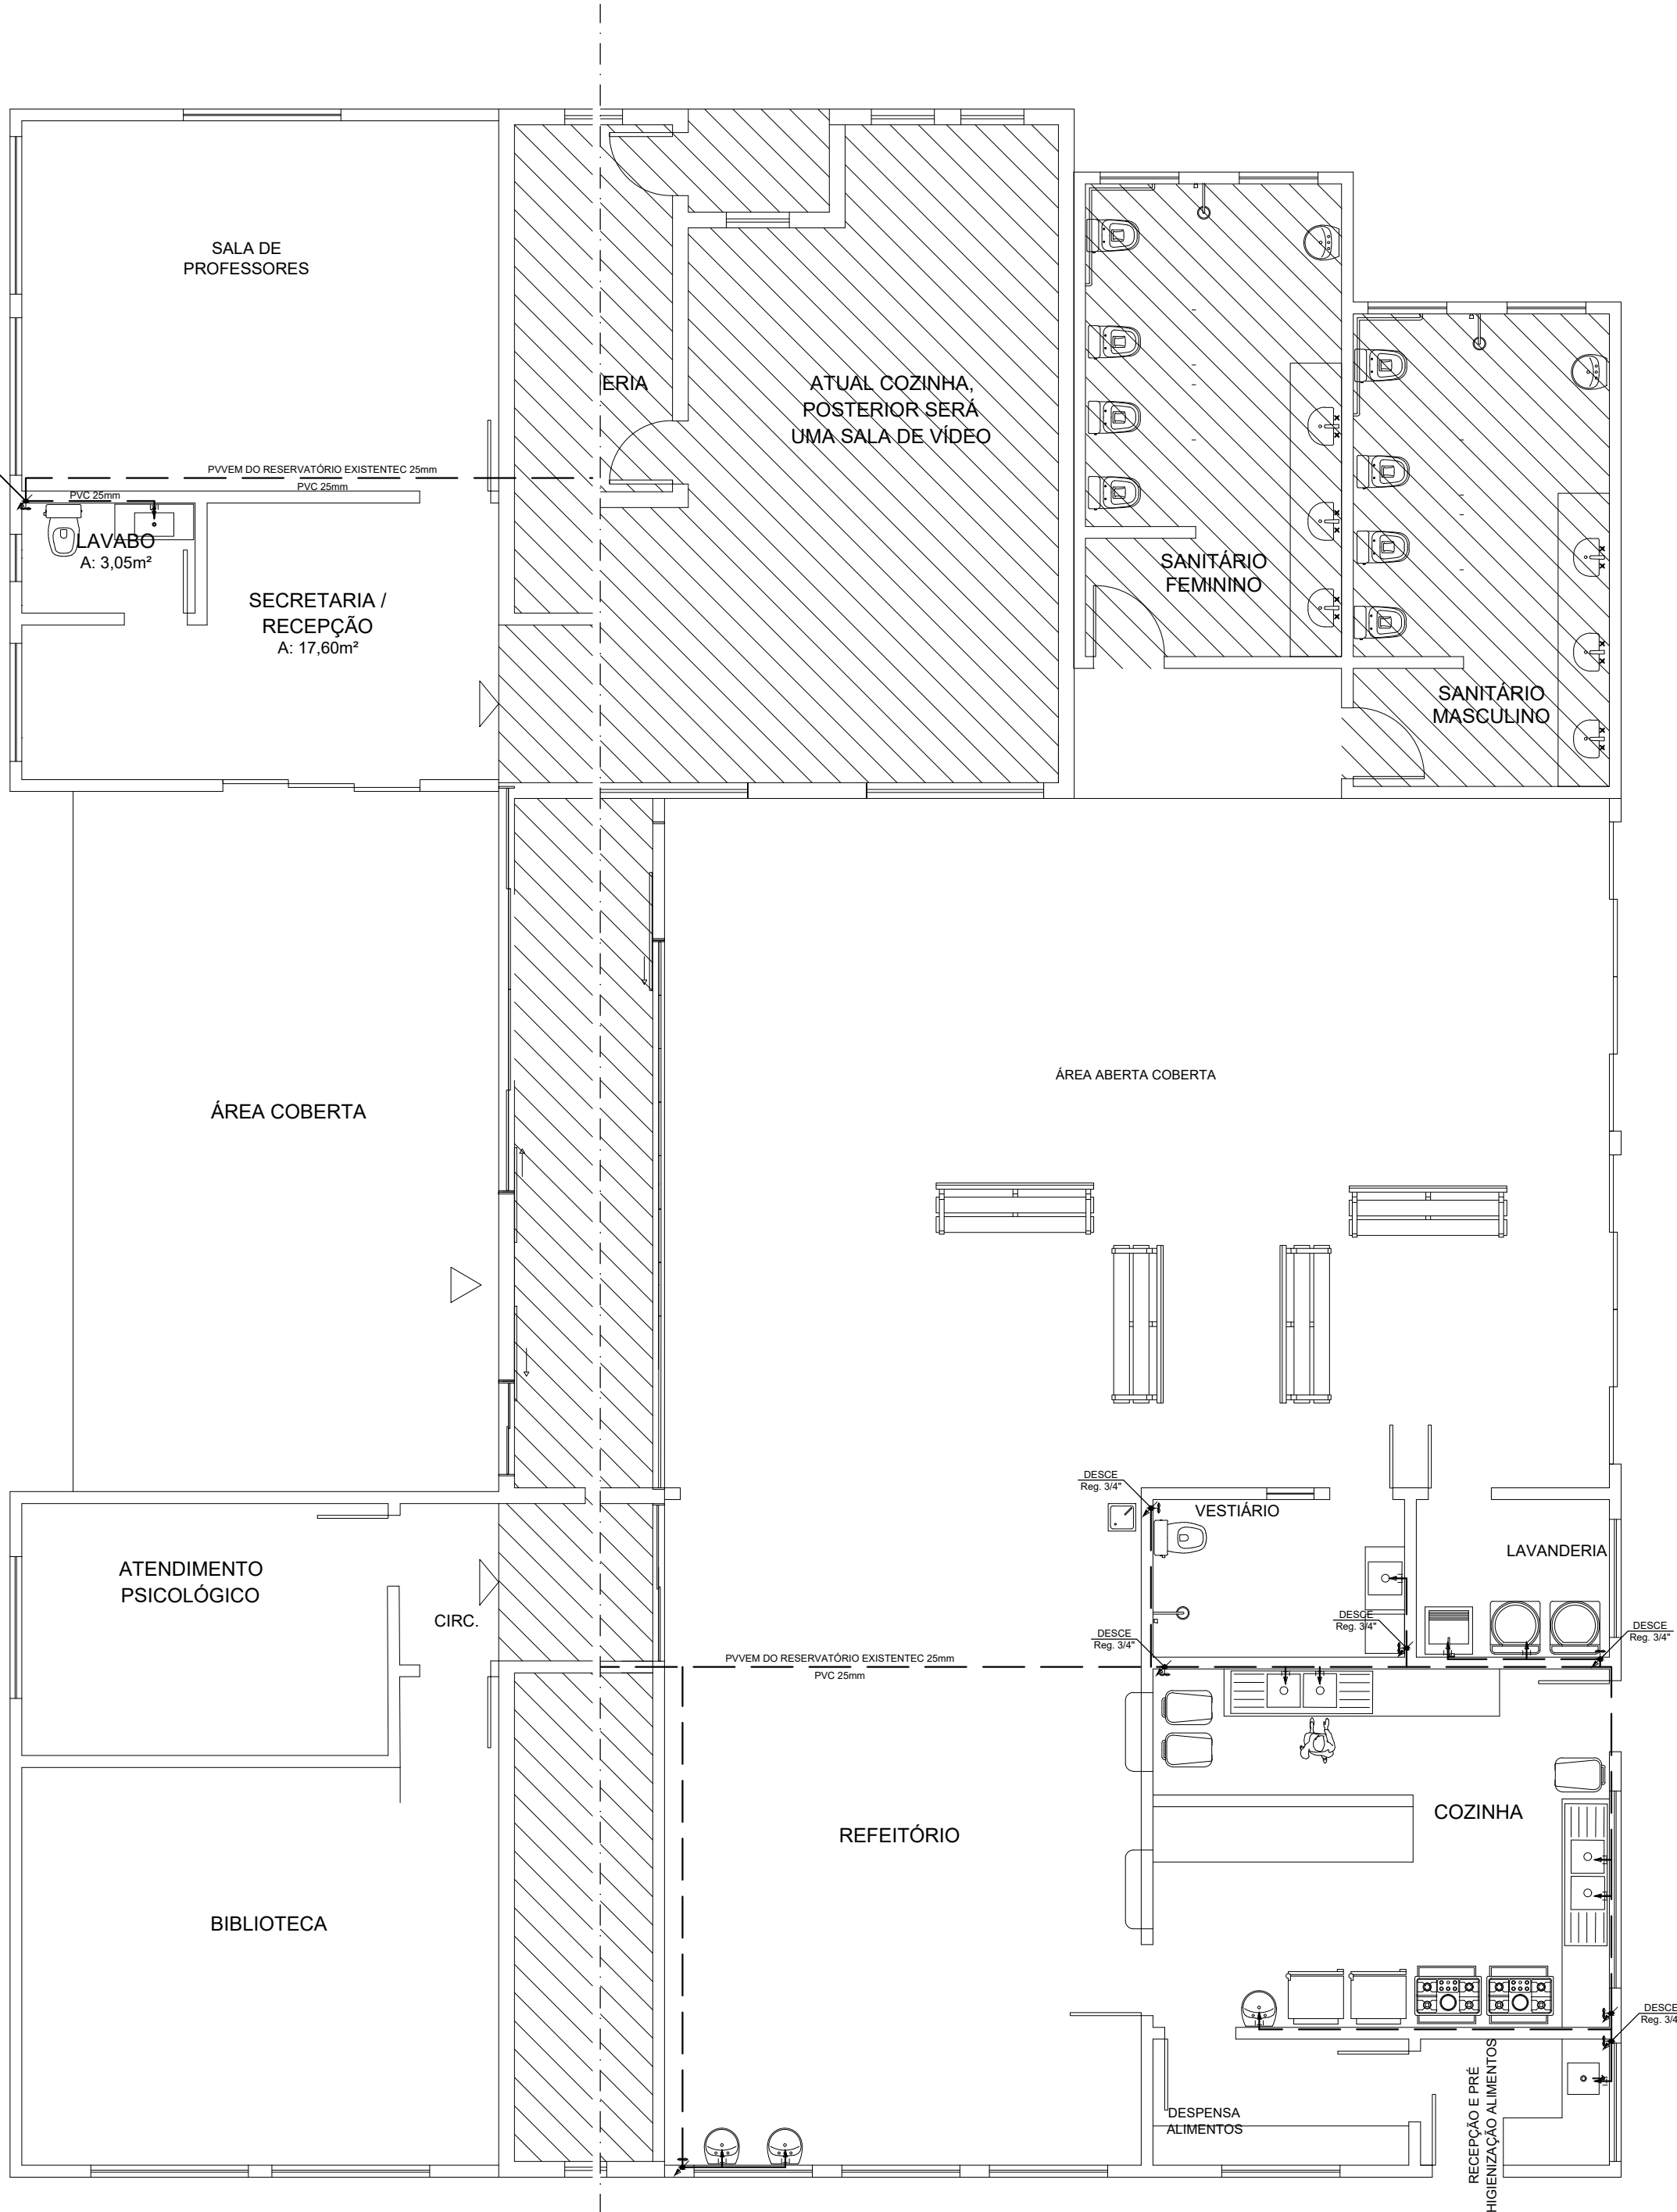 SALA DE
PROFESSORES
ERIA
ATUAL COZINHA,
POSTERIOR SERÁ
UMA SALA DE VÍDEO
PVVEM DO RESERVATÓRIO EXISTENTEC 25mm
PVC 25mm
PVC 25mm
LAVABO
A: 3,05m²
SECRETARIA /
RECEPÇÃO
A: 17,60m²
SANITÁRIO
FEMININO
SANITÁRIO
MASCULINO
ÁREA COBERTA
ÁREA ABERTA COBERTA
DESCE
Reg. 3/4"
VESTIÁRIO
LAVANDERIA
ATENDIMENTO
PSICOLÓGICO
CIRC.
DESCE
Reg. 3/4"
DESCE
Reg. 3/4"
DESCE
Reg. 3/4"
PVVEM DO RESERVATÓRIO EXISTENTEC 25mm
PVC 25mm
COZINHA
REFEITÓRIO
BIBLIOTECA
DESCE
Reg. 3/4
DESPENSA
ALIMENTOS
RECEPÇÃO E PRÉ
HIGIENIZAÇÃO ALIMENTOS